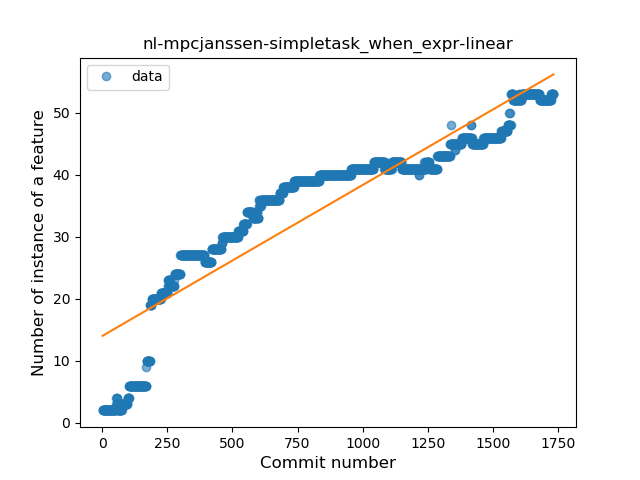 nl-mpcjanssen-simpletask_when_expr-linear
data
Number of instance of a feature
50
40
30
20
10
0
0 250 500 750 1000 1250 1500 1750
Commit number